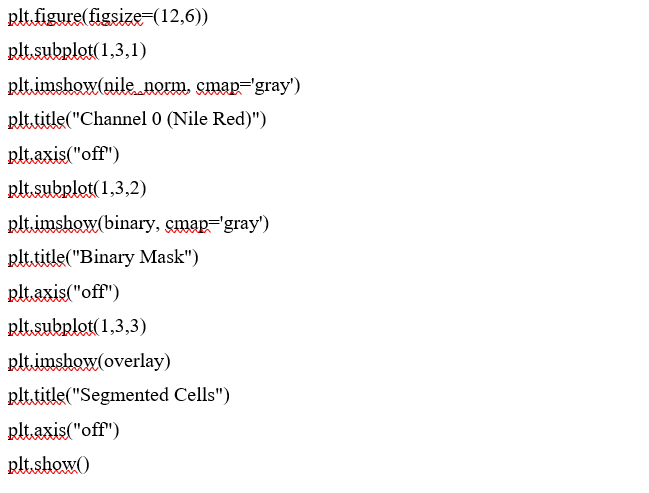 plt.figure(figsize=(12,6))
plt.subplot(1,3,1)
plt.imshow(nile_norm, cmap='gray')
plt.title("Channel 0 (Nile Red)")
plt.axis("off")
plt.subplot(1,3,2)
plt.imshow(binary, cmap='gray')
plt.title("Binary Mask")
plt.axis("off")
plt.subplot(1,3,3)
plt.imshow(overlay)
plt.title("Segmented Cells")
plt.axis("off")
plt.show()